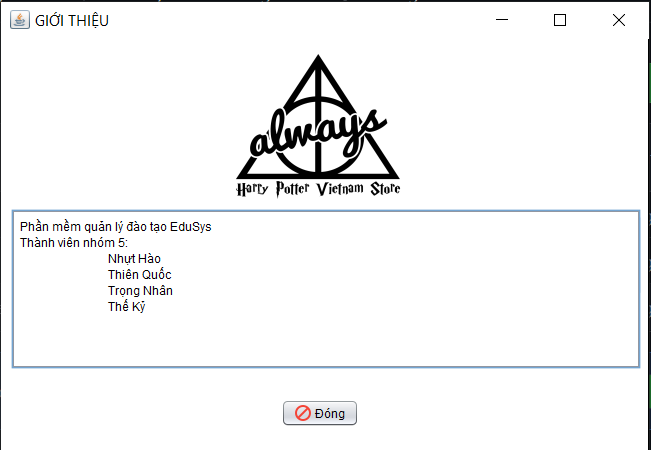 GIỚI THIỆU
always
Harry Potter Vietnam Store
Phần mềm quản lý đào tạo EduSys
Thành viên nhóm 5:
Nhựt Hào
Thiên Quốc
Trọng Nhân
Thế Kỷ
Đóng